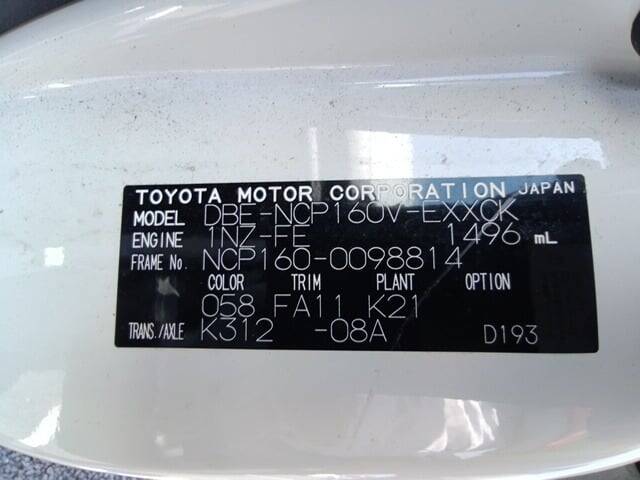 TOYOTA MOTOR CORPORATION JAPAN
MODEL DBE-NCP160V-EXXCK
ENGINE 1NZ-FE 1496 mL
FRAME No. NCP160-0098814
COLOR TRIM PLANT OPTION
058 FA11 K21
TRANS./AXLE K312 -08A D193